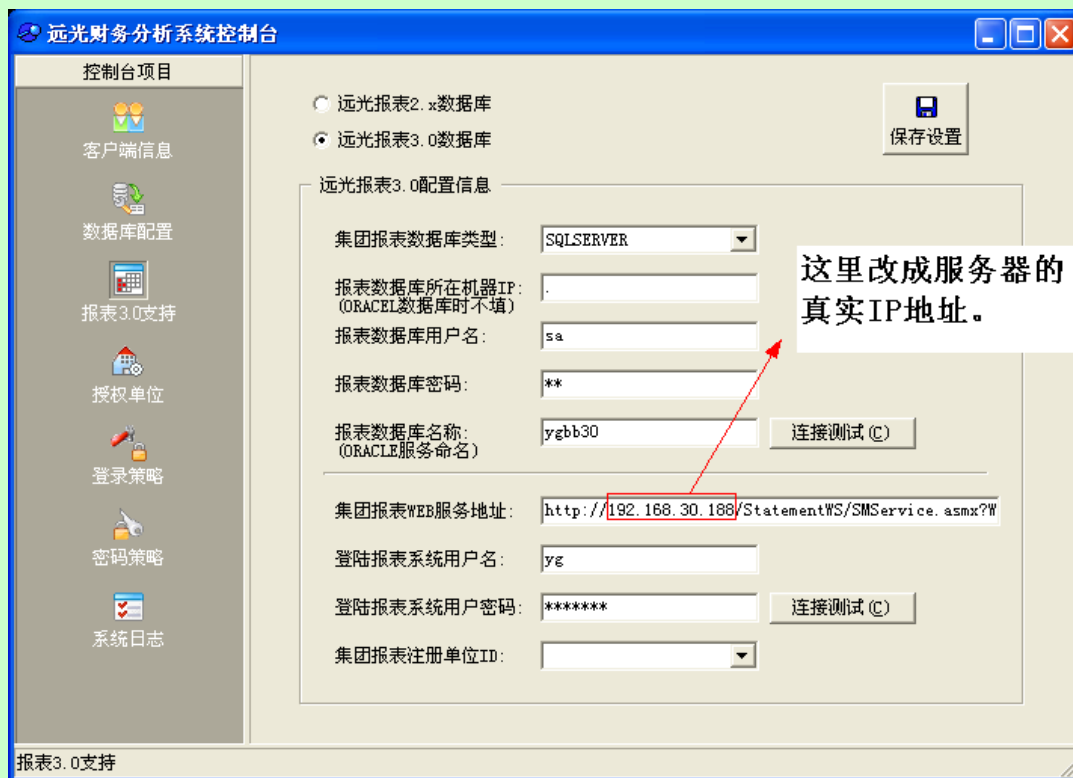 远光财务分析系统控制台
控制台项目
客户端信息
数据库配置
报表3.0支持
授权单位
登录策略
密码策略
系统日志
远光报表2.x数据库
远光报表3.0数据库
保存设置
远光报表3.0配置信息
集团报表数据库类型: SQLSERVER
报表数据库所在机器IP: .
(ORACEL数据库时不填)
报表数据库用户名: sa
报表数据库密码: **
报表数据库名称: ygbb30 连接测试(C)
(ORACLE服务命名)
集团报表WEB服务地址: http://192.168.30.188/StatementWS/SMService.asmx?W
登陆报表系统用户名: yg
登陆报表系统用户密码: ******* 连接测试(C)
集团报表注册单位ID:
这里改成服务器的
真实IP地址。
报表3.0支持